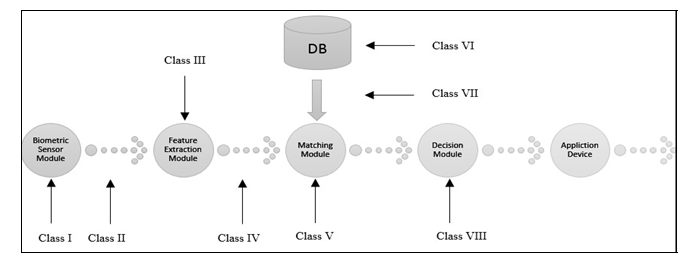 DB
Class VI
Class III
Class VII
Biometric
Sensor
Module
Feature
Extraction
Module
Matching
Module
Decision
Module
Appliction
Device
Class I
Class II
Class IV
Class V
Class VIII